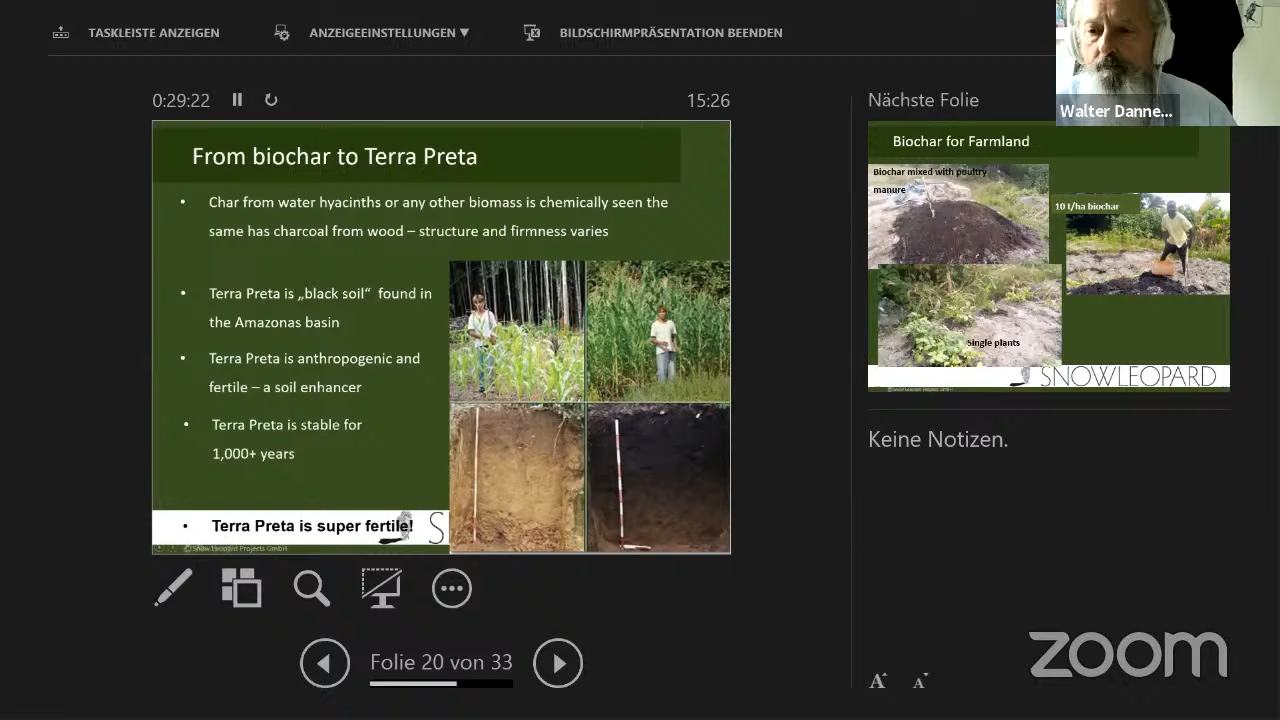 TASKLEISTE ANZEIGEN
ANZEIGEEINSTELLUNGEN ▼
BILDSCHIRMPRÄSENTATION BEENDEN
0:29:22
15:26
From biochar to Terra Preta
• Char from water hyacinths or any other biomass is chemically seen the
same has charcoal from wood – structure and firmness varies
• Terra Preta is „black soil“ found in
the Amazonas basin
• Terra Preta is anthropogenic and
fertile – a soil enhancer
• Terra Preta is stable for
1,000+ years
• Terra Preta is super fertile!
S
© Snow Leopard Projects GmbH
Folie 20 von 33
Nächste Folie
Walter Danne...
Biochar for Farmland
Biochar mixed with poultry
manure
10 t/ha biochar
Single plants
SNOWLEOPARD
© Snow Leopard Projects GmbH
Keine Notizen.
A A
zoom